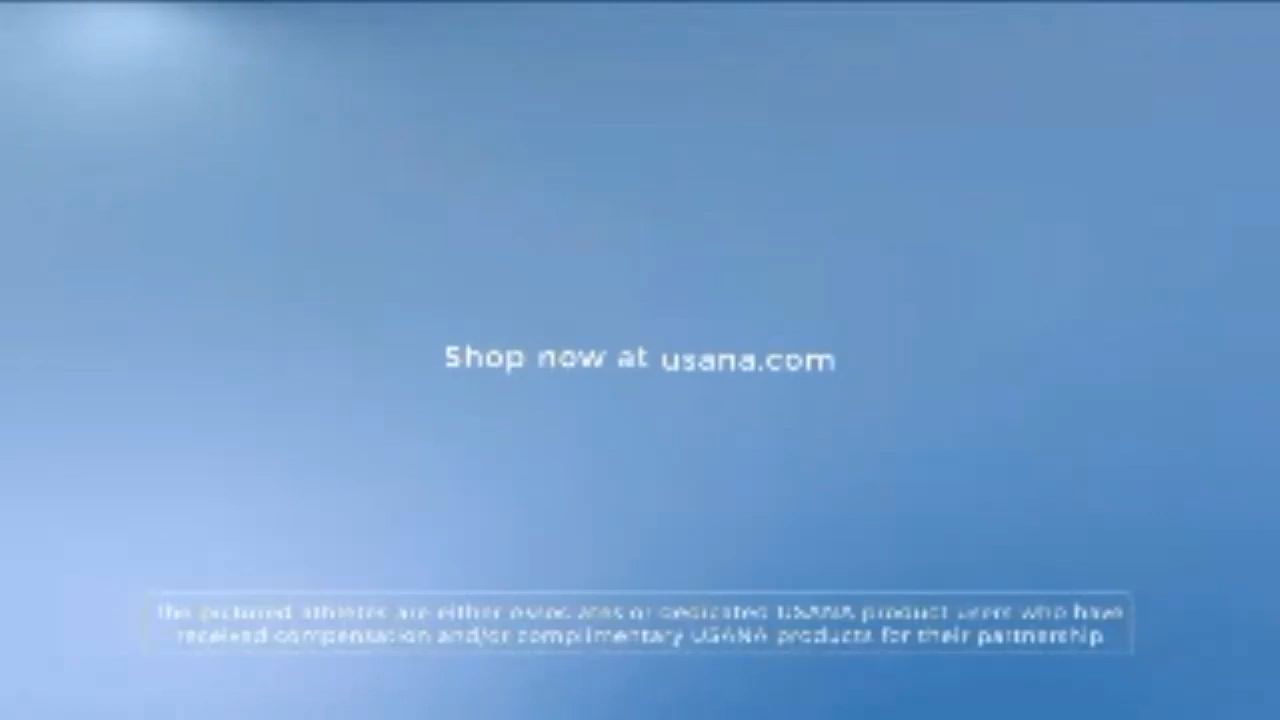 Shop now at usana.com
The pictured athletes are either associates or dedicated USANA product users who have
received compensation and/or complimentary USANA products for their partnership.